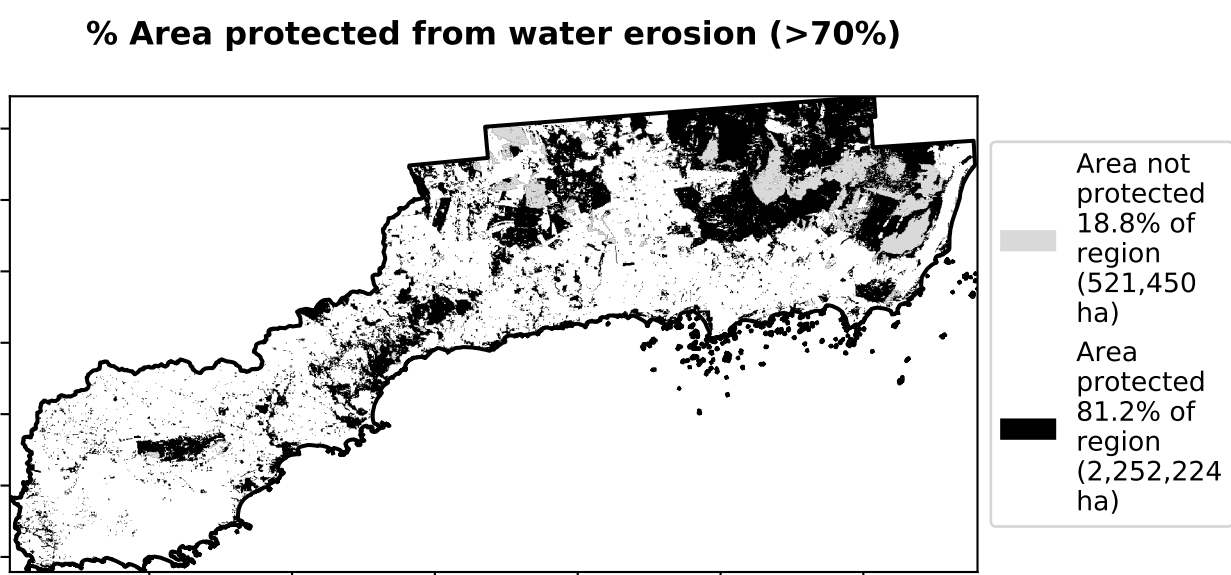 % Area protected from water erosion (>70%)
Area not
protected
18.8% of
region
(521,450
ha)
Area
protected
81.2% of
region
(2,252,224
ha)